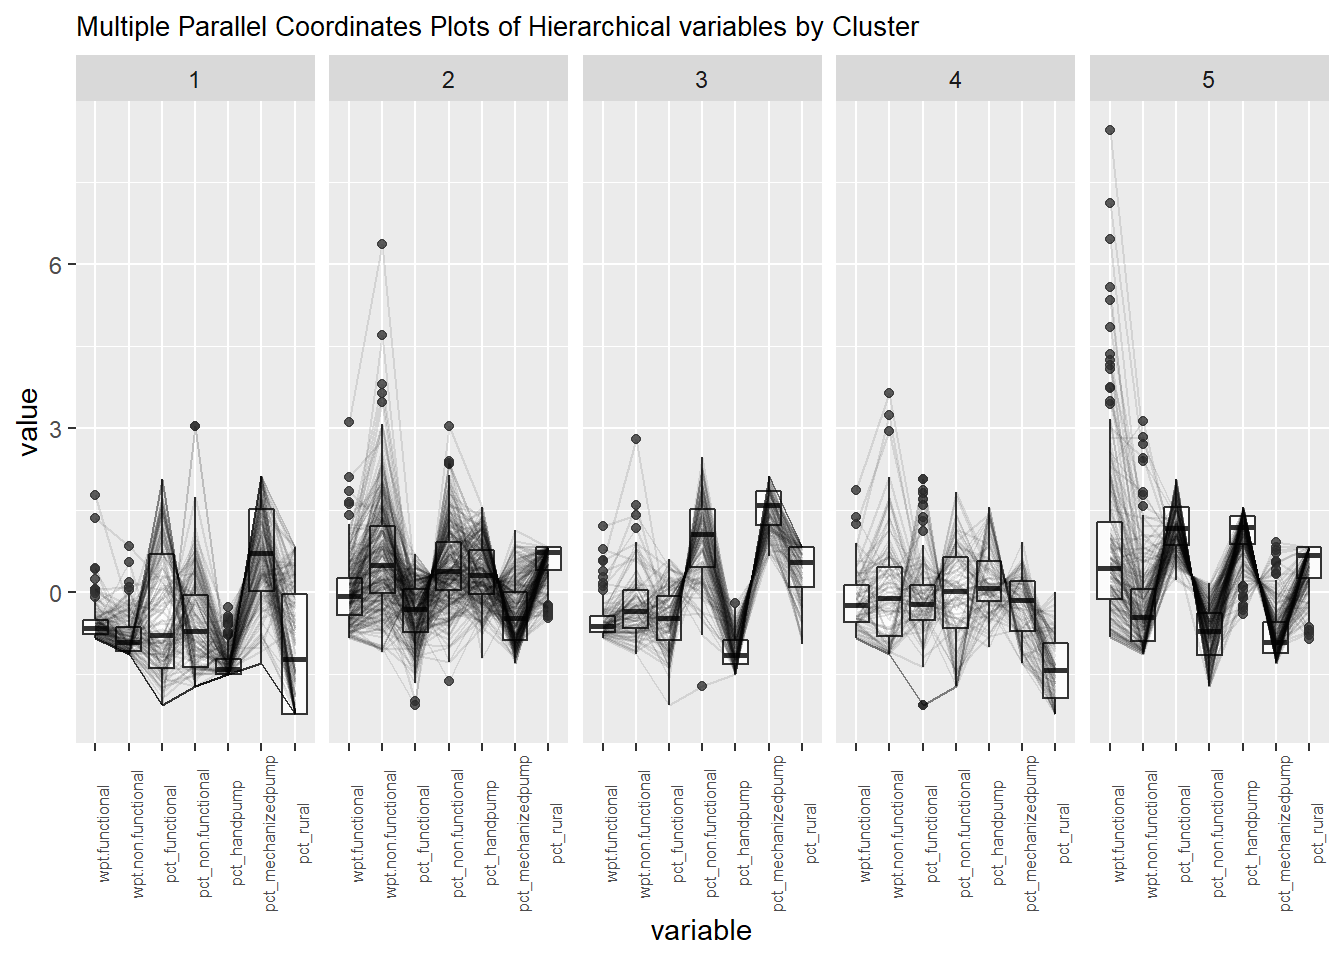 Multiple Parallel Coordinates Plots of Hierarchical variables by Cluster
1
2
3
4
5
value
6
3
0
wpt.functional
wpt.non.functional
pct_functional
pct_non.functional
pct_handpump
pct_mechanizedpump
pct_rural
wpt.functional
wpt.non.functional
pct_functional
pct_non.functional
pct_handpump
pct_mechanizedpump
pct_rural
wpt.functional
wpt.non.functional
pct_functional
pct_non.functional
pct_handpump
pct_mechanizedpump
pct_rural
wpt.functional
wpt.non.functional
pct_functional
pct_non.functional
pct_handpump
pct_mechanizedpump
pct_rural
wpt.functional
wpt.non.functional
pct_functional
pct_non.functional
pct_handpump
pct_mechanizedpump
pct_rural
variable